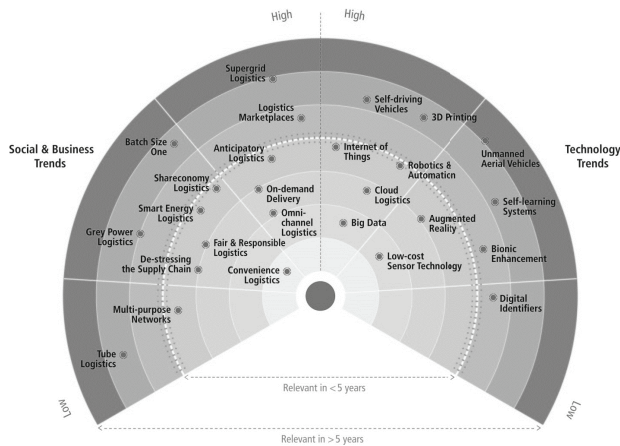 High
High
Supergrid
Logistics
Self-driving
Vehicles
Logistics
Marketplaces
3D Printing
Batch Size
One
Social & Business
Trends
Anticipatory
Logistics
Internet of
Things
Unmanned
Aerial Vehicles
Technology
Trends
Shareconomy
Logistics
Robotics &
Automation
On-demand
Delivery
Cloud
Logistics
Self-learning
Systems
Smart Energy
Logistics
Omni-
channel
Logistics
Big Data
Augmented
Reality
Grey Power
Logistics
Fair & Responsible
Logistics
Bionic
Enhancement
De-stressing
the Supply Chain
Convenience
Logistics
Low-cost
Sensor Technology
Multi-purpose
Networks
Digital
Identifiers
Tube
Logistics
Low
Low
Relevant in < 5 years
Relevant in > 5 years